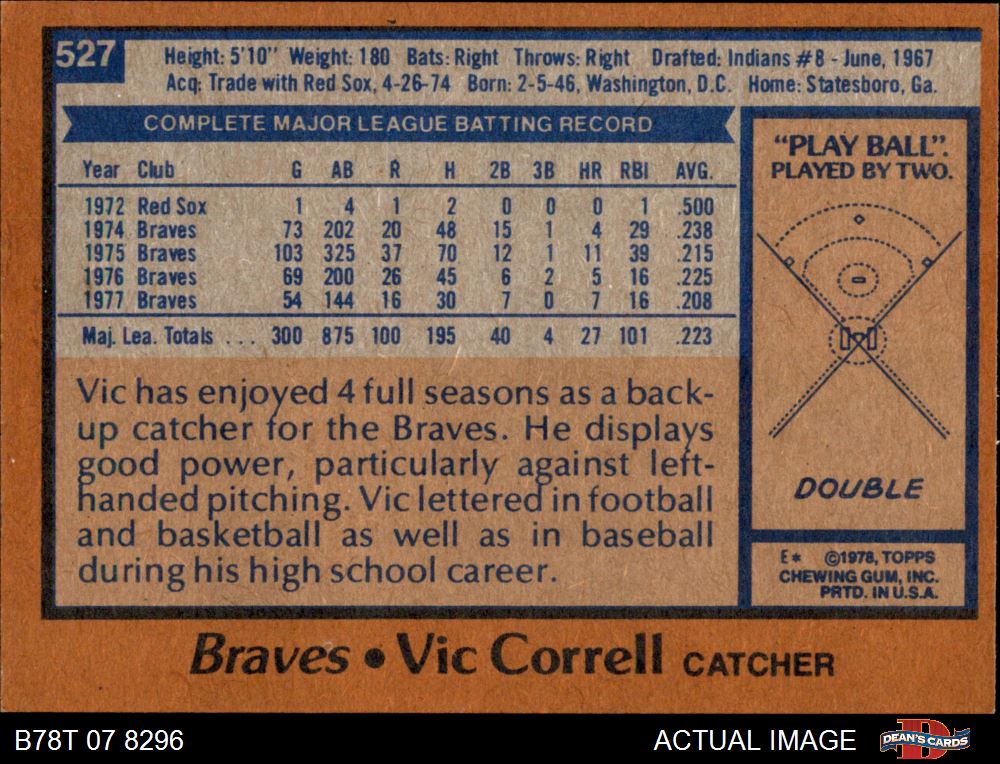 527
Height: 5'10" Weight: 180 Bats: Right Throws: Right Drafted: Indians #8 - June, 1967
Acq: Trade with Red Sox, 4-26-74 Born: 2-5-46, Washington, D.C. Home: Statesboro, Ga.
COMPLETE MAJOR LEAGUE BATTING RECORD
Year Club G AB R H 2B 3B HR RBI AVG.
1972 Red Sox 1 4 1 2 0 0 0 1 .500
1974 Braves 73 202 20 48 15 1 4 29 .238
1975 Braves 103 325 37 70 12 1 11 39 .215
1976 Braves 69 200 26 45 6 2 5 16 .225
1977 Braves 54 144 16 30 7 0 7 16 .208
Maj. Lea. Totals . . . 300 875 100 195 40 4 27 101 .223
Vic has enjoyed 4 full seasons as a back-
up catcher for the Braves. He displays
good power, particularly against left-
handed pitching. Vic lettered in football
and basketball as well as in baseball
during his high school career.
"PLAY BALL".
PLAYED BY TWO.
DOUBLE
E* ©1978, TOPPS
CHEWING GUM, INC.
PRTD. IN U.S.A.
Braves • Vic Correll CATCHER
B78T 07 8296
ACTUAL IMAGE
D
DEAN'S CARDS